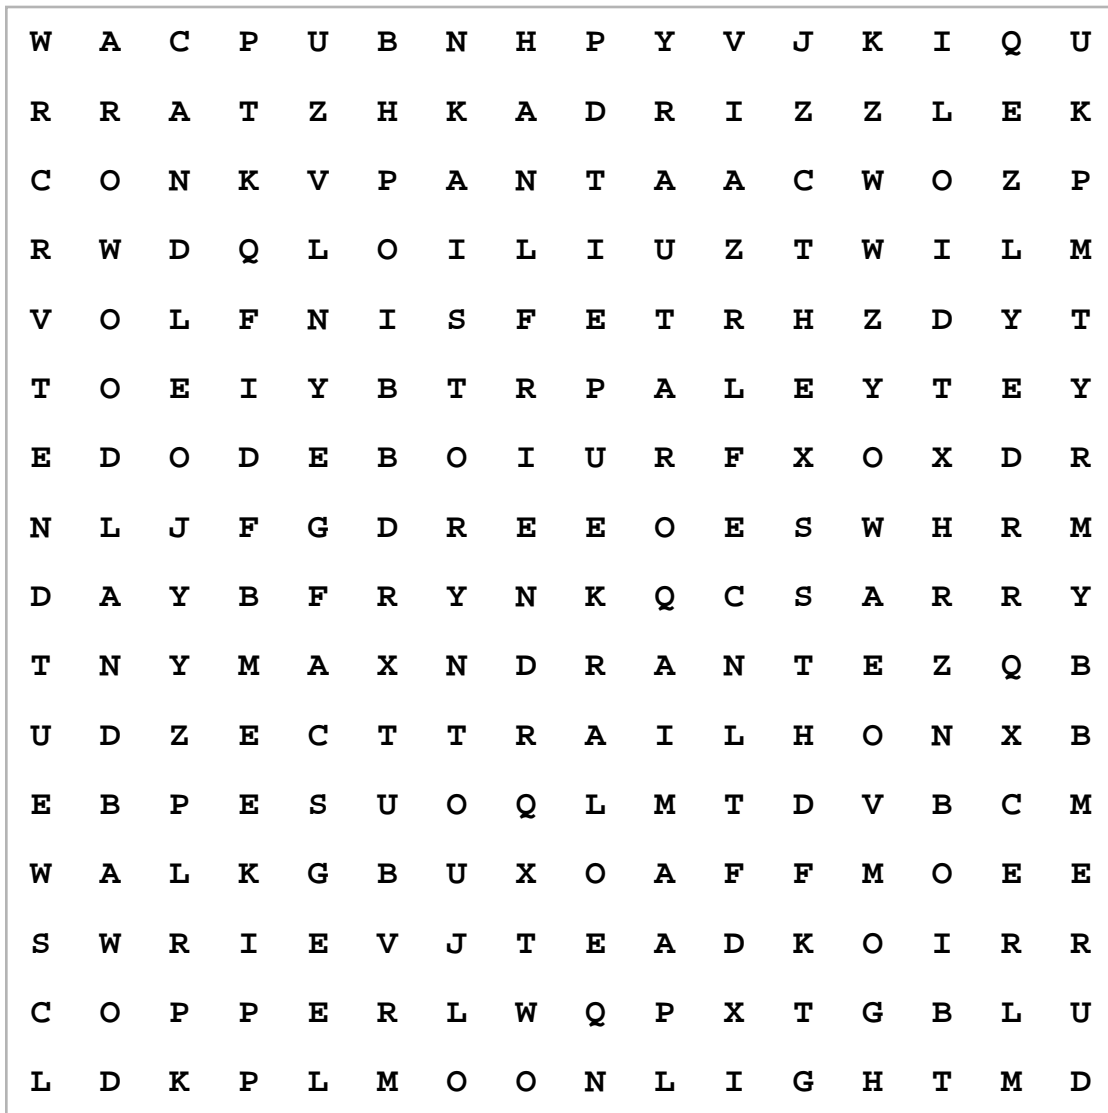 W A C P U B N H P Y V J K I Q U
R R A T Z H K A D R I Z Z L E K
C O N K V P A N T A A C W O Z P
R W D Q L O I L I U Z T W I L M
V O L F N I S F E T R H Z D Y T
T O E I Y B T R P A L E Y T E Y
E D O D E B O I U R F X O X D R
N L J F G D R E E O E S W H R M
D A Y B F R Y N K Q C S A R R Y
T N Y M A X N D R A N T E Z Q B
U D Z E C T T R A I L H O N X B
E B P E S U O Q L M T D V B C M
W A L K G B U X O A F F M O E E
S W R I E V J T E A D K O I R R
C O P P E R L W Q P X T G B L U
L D K P L M O O N L I G H T M D